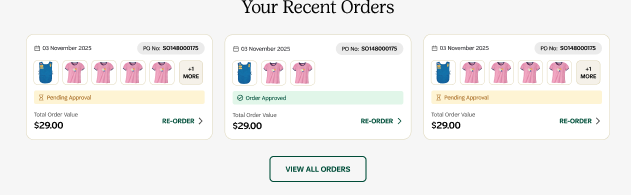 Your Recent Orders
03 November 2025 PO No: SO148000175
+1 MORE
Pending Approval
Total Order Value
$29.00 RE-ORDER
03 November 2025 PO No: SO148000175
Order Approved
Total Order Value
$29.00 RE-ORDER
03 November 2025 PO No: SO148000175
+1 MORE
Pending Approval
Total Order Value
$29.00 RE-ORDER
VIEW ALL ORDERS